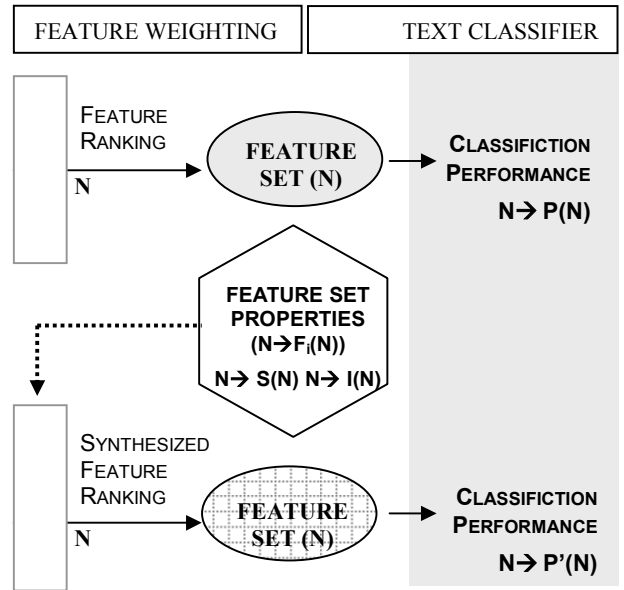 FEATURE WEIGHTING
TEXT CLASSIFIER
FEATURE
RANKING
N
FEATURE
SET (N)
CLASSIFICTION
PERFORMANCE
N→ P(N)
FEATURE SET
PROPERTIES
(N→Fi(N))
N→ S(N) N→ I(N)
SYNTHESIZED
FEATURE
RANKING
N
FEATURE
SET (N)
CLASSIFICTION
PERFORMANCE
N→ P'(N)